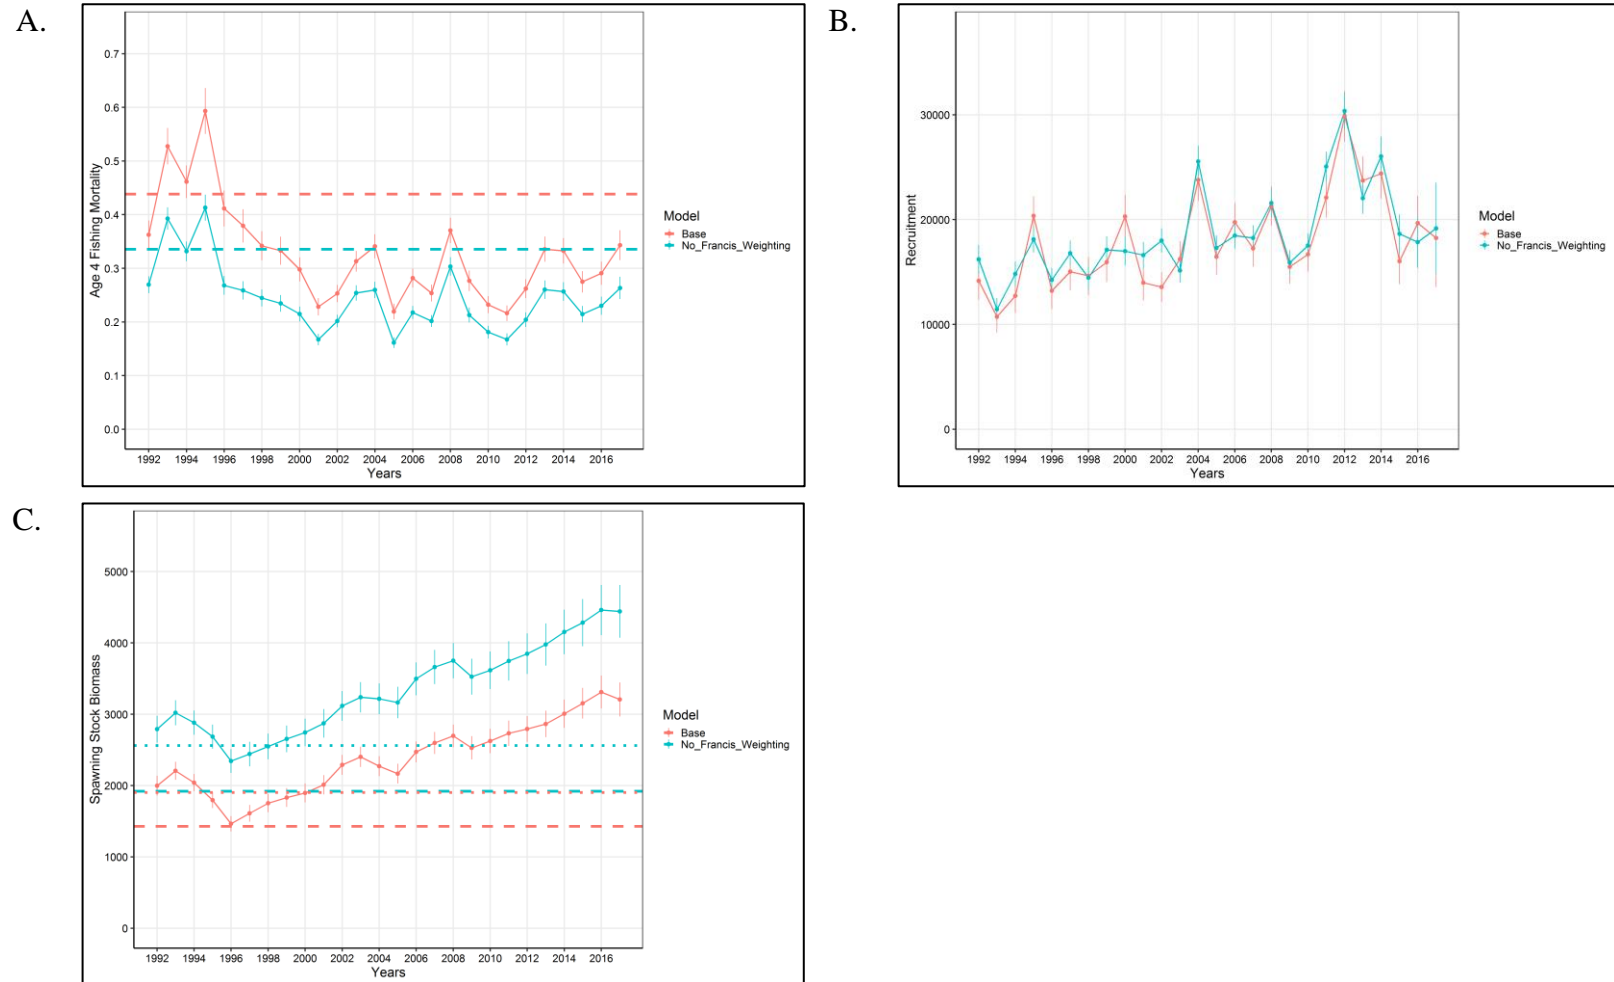 A.
0.7
0.6
0.5
0.4
0.3
0.2
0.1
0.0
Age 4 Fishing Mortality
1992 1994 1996 1998 2000 2002 2004 2006 2008 2010 2012 2014 2016
Years
Model
Base
No_Francis_Weighting
B.
30000
20000
10000
0
Recruitment
1992 1994 1996 1998 2000 2002 2004 2006 2008 2010 2012 2014 2016
Years
Model
Base
No_Francis_Weighting
C.
5000
4000
3000
2000
1000
0
Spawning Stock Biomass
1992 1994 1996 1998 2000 2002 2004 2006 2008 2010 2012 2014 2016
Years
Model
Base
No_Francis_Weighting